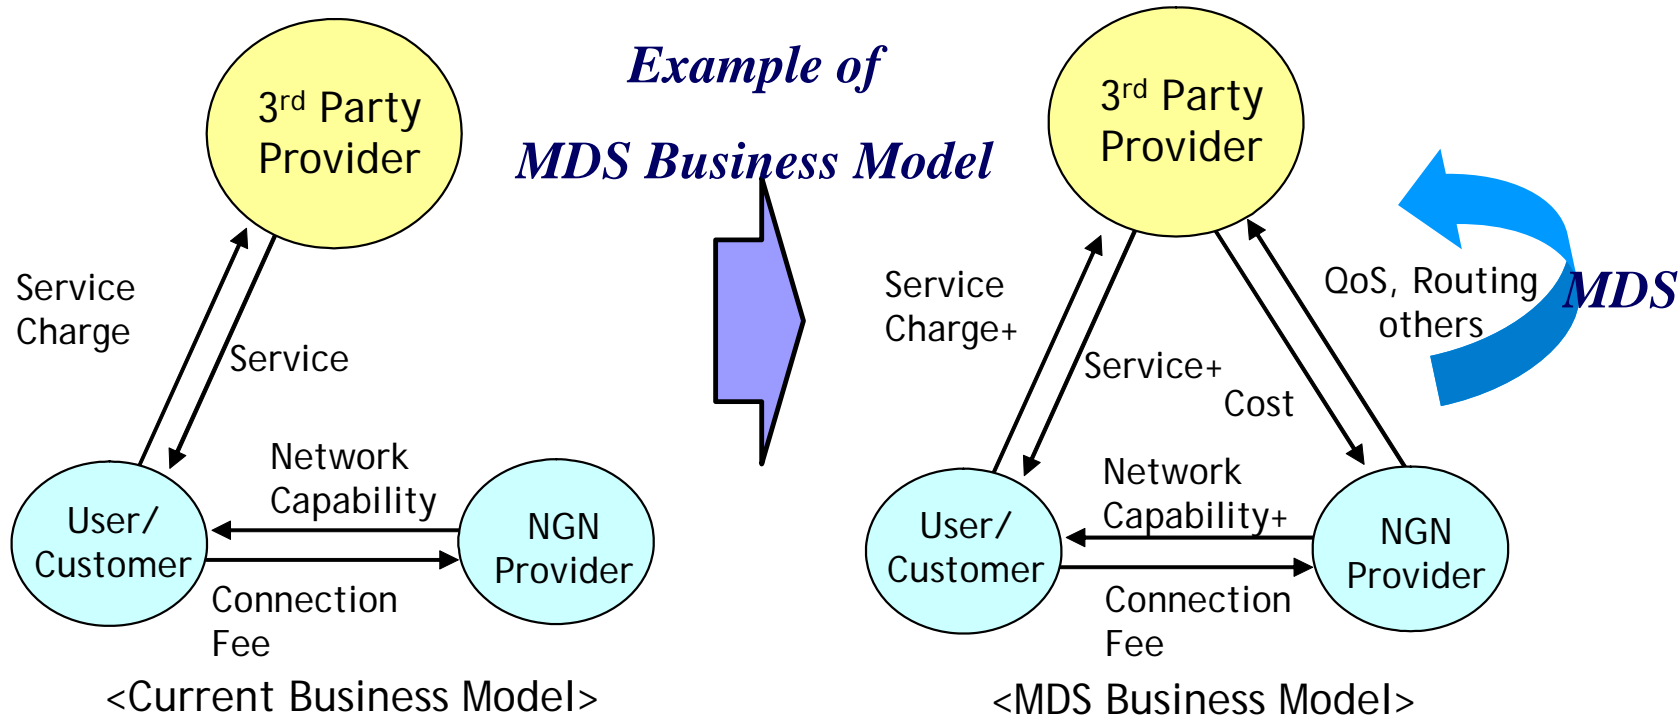 Example of
MDS Business Model
3rd Party
Provider
Service
Charge
Service
Network
Capability
User/
Customer
NGN
Provider
Connection
Fee
<Current Business Model>
3rd Party
Provider
Service
Charge+
Service+
Cost
QoS, Routing
others
MDS
Network
Capability+
User/
Customer
NGN
Provider
Connection
Fee
<MDS Business Model>